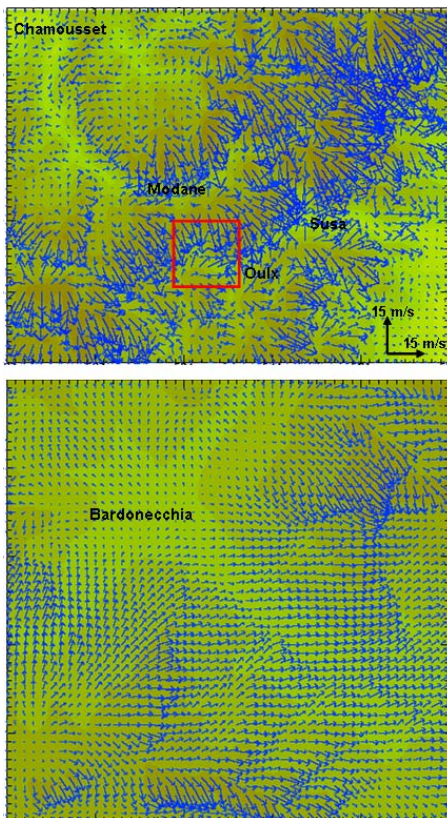 Chamousset
Modane
Susa
Oulx
15 m/s
15 m/s
Bardonecchia